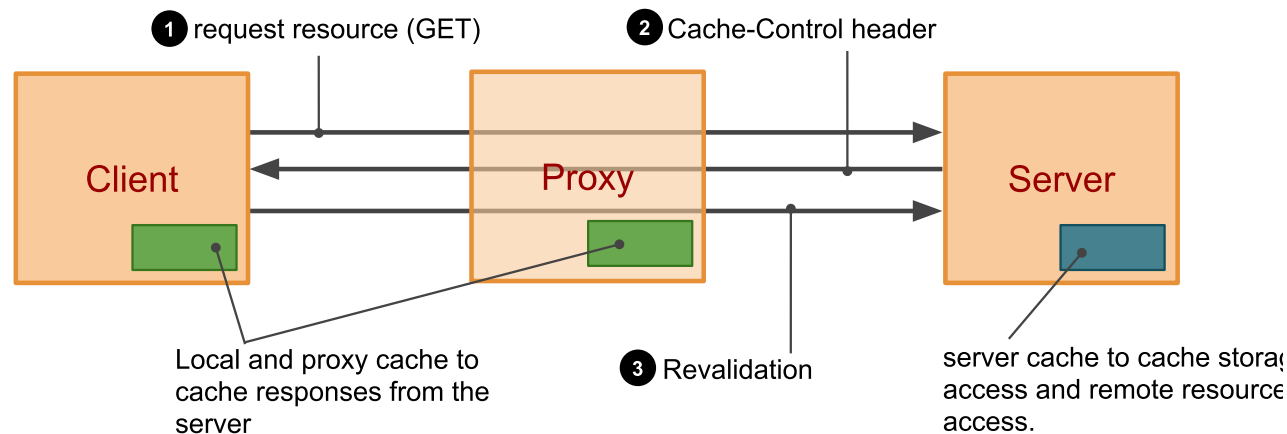 1 request resource (GET)
2 Cache-Control header
Client
Proxy
Server
Local and proxy cache to
cache responses from the
server
3 Revalidation
server cache to cache storag
access and remote resource
access.